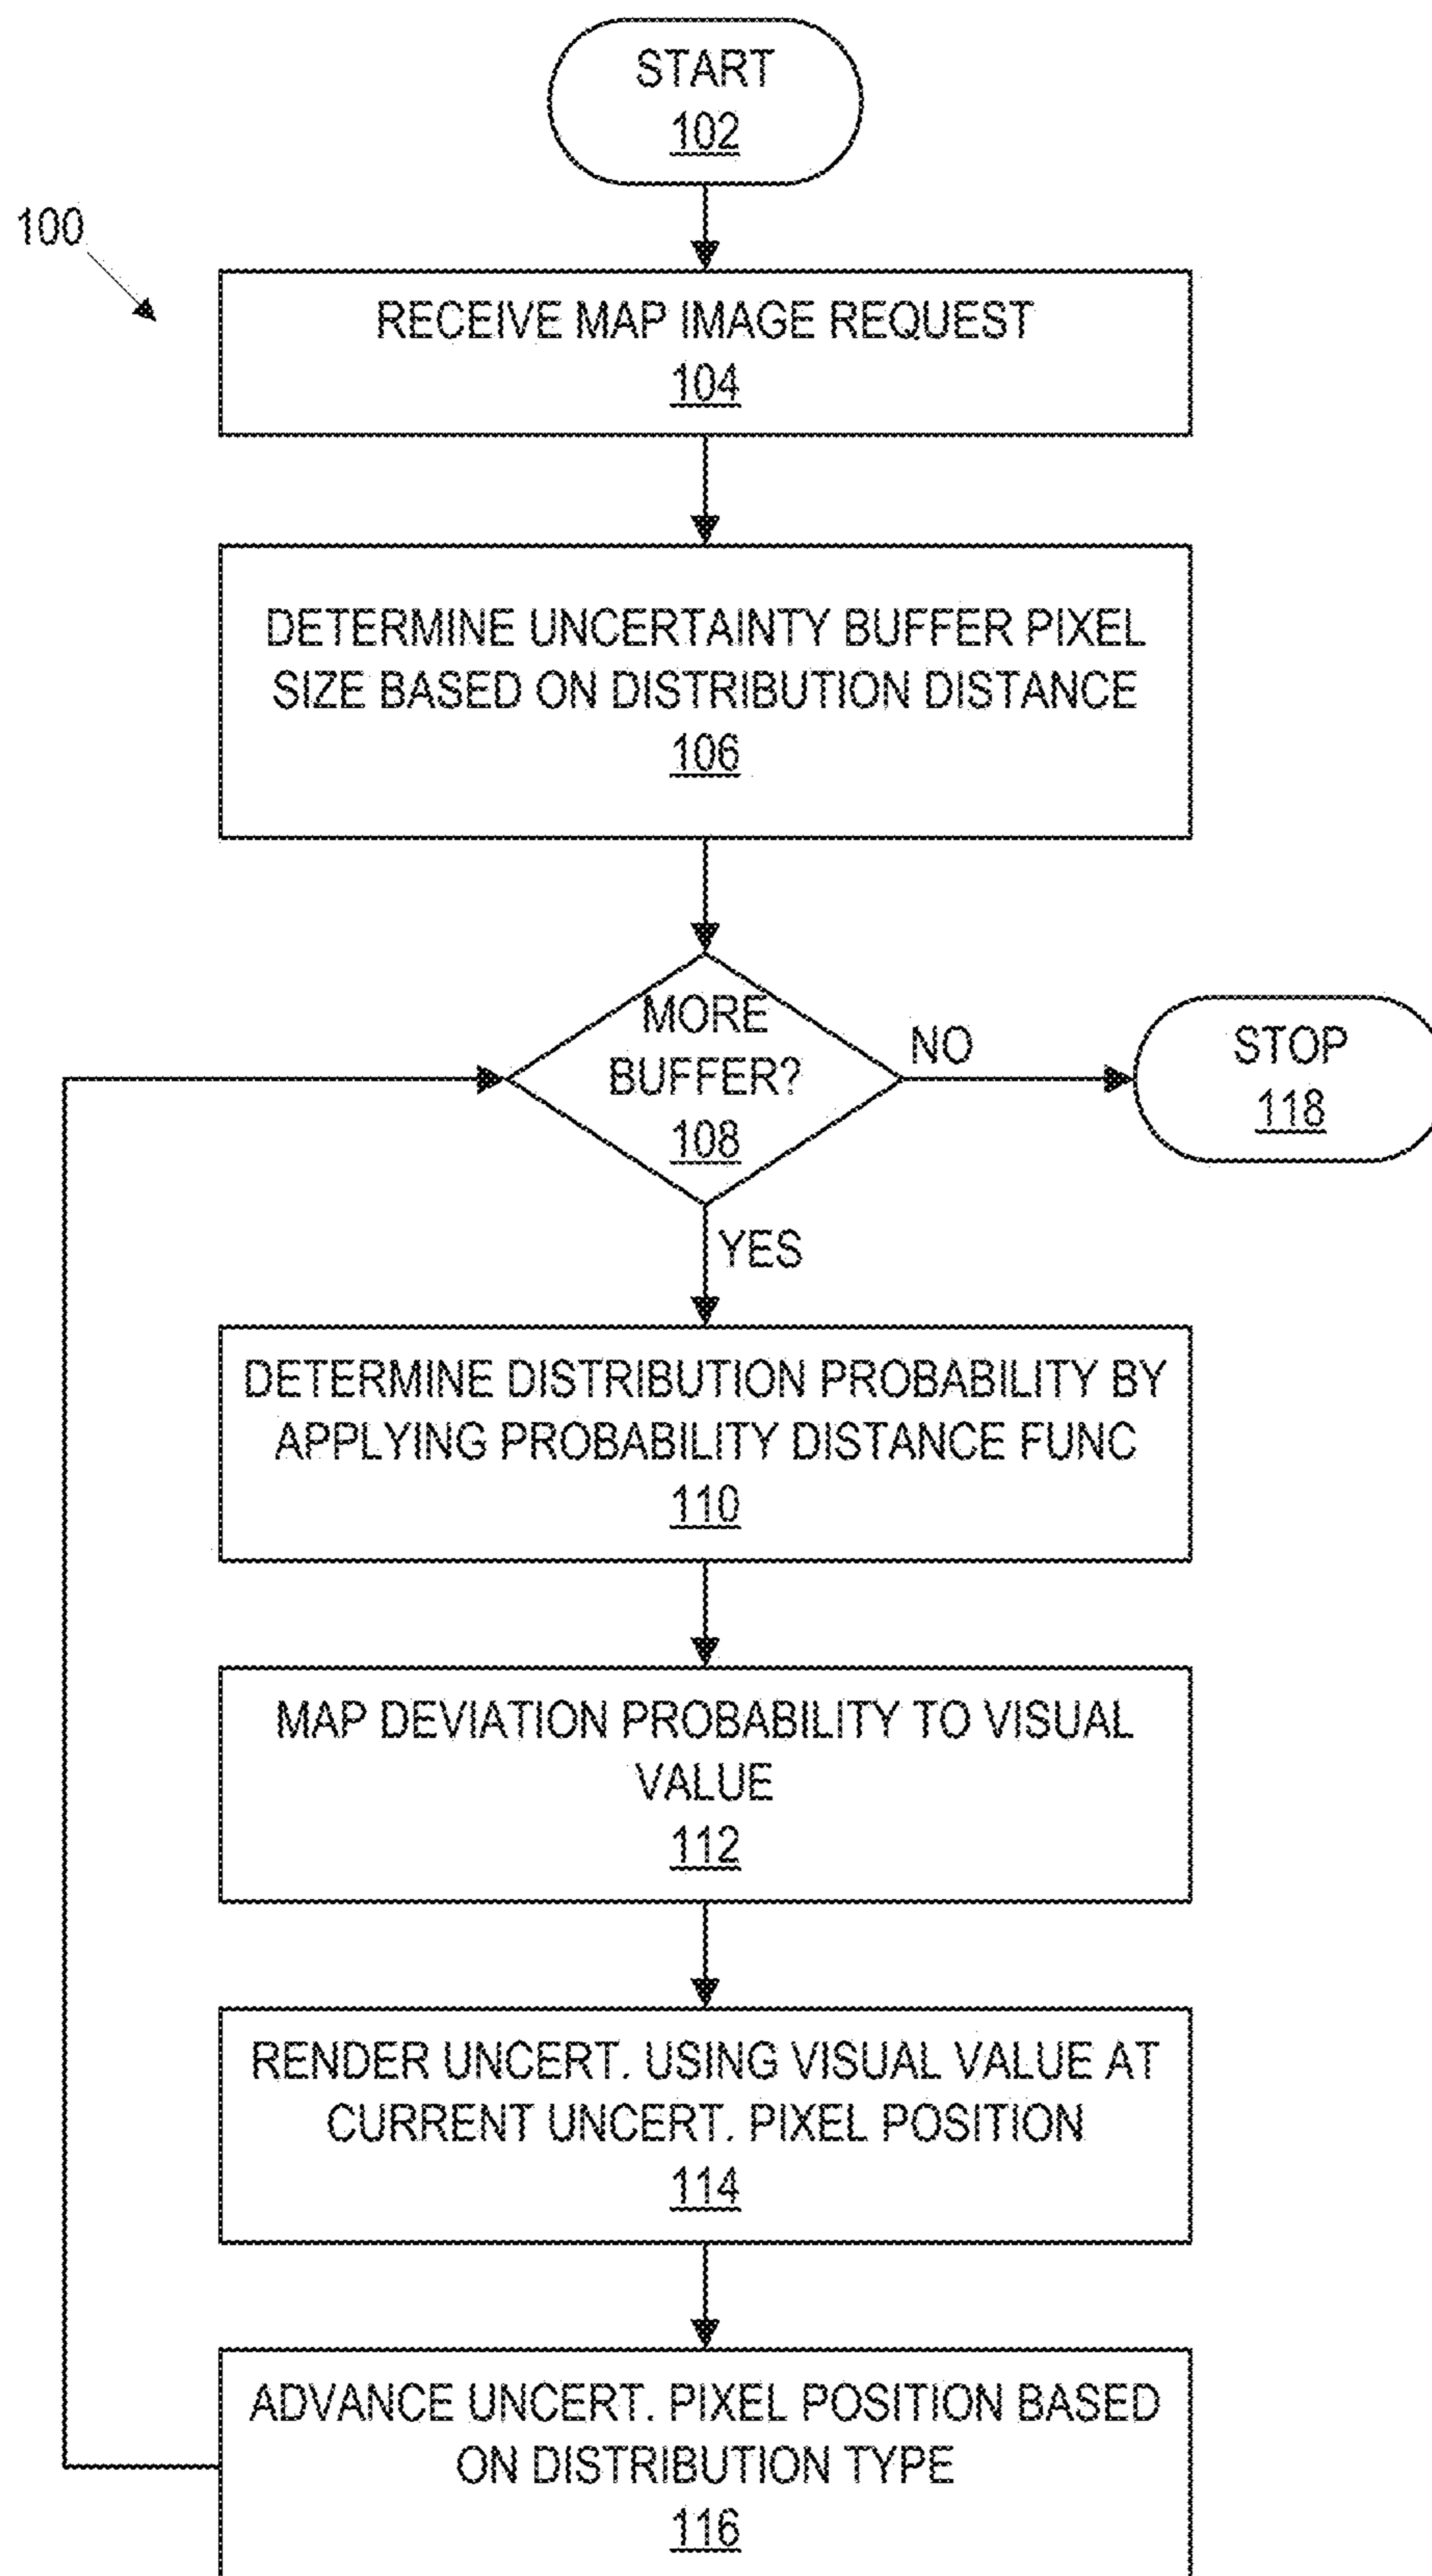 START
102
100
RECEIVE MAP IMAGE REQUEST
104
DETERMINE UNCERTAINTY BUFFER PIXEL
SIZE BASED ON DISTRIBUTION DISTANCE
106
MORE
BUFFER?
108
NO
STOP
118
YES
DETERMINE DISTRIBUTION PROBABILITY BY
APPLYING PROBABILITY DISTANCE FUNC
110
MAP DEVIATION PROBABILITY TO VISUAL
VALUE
112
RENDER UNCERT. USING VISUAL VALUE AT
CURRENT UNCERT. PIXEL POSITION
114
ADVANCE UNCERT. PIXEL POSITION BASED
ON DISTRIBUTION TYPE
116